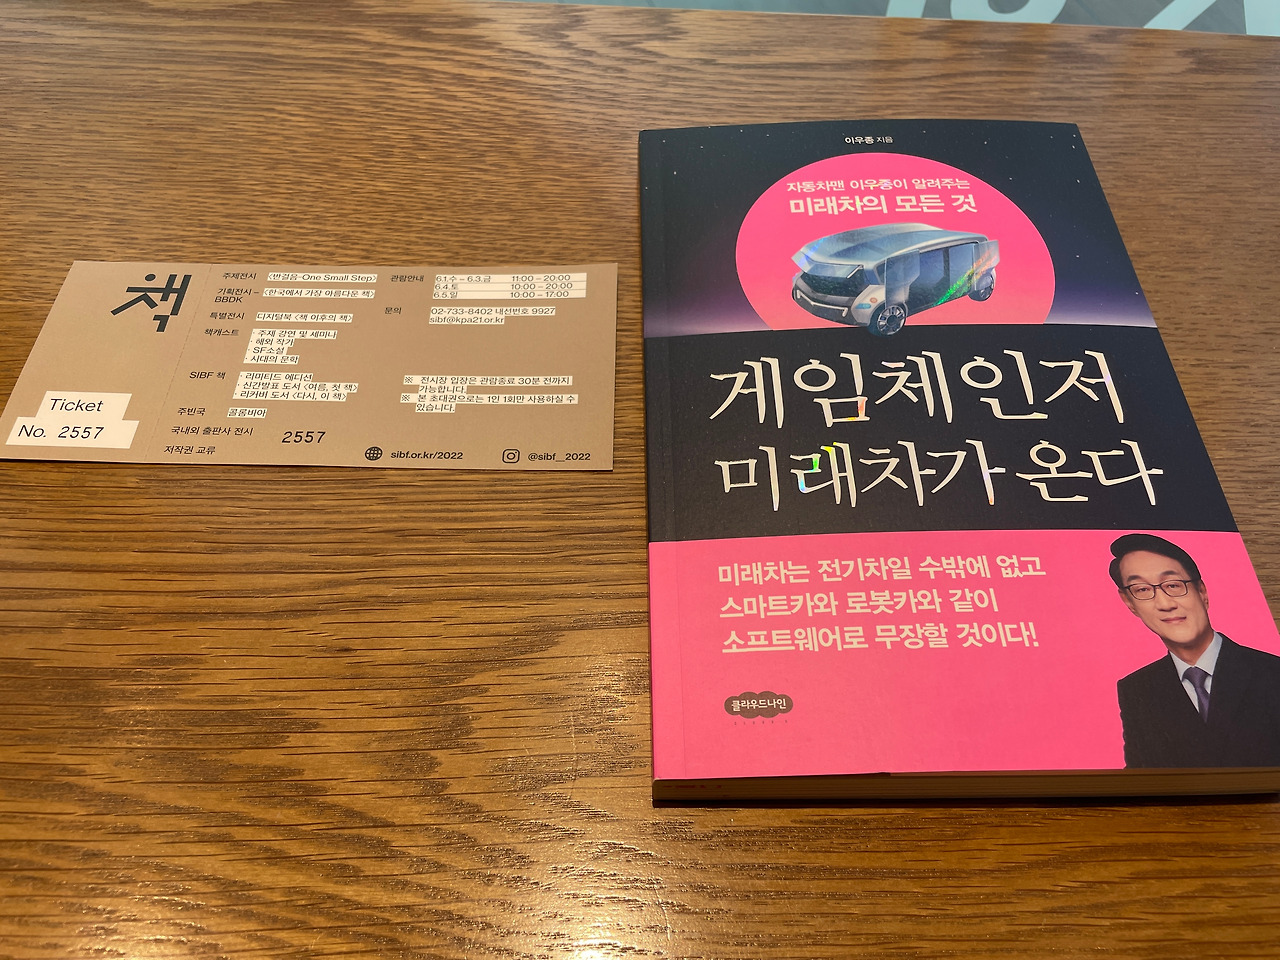 책
Ticket
No. 2557
주제전시 〈반걸음-One Small Step〉
기획전시 – 〈한국에서 가장 아름다운 책〉
BBDK
특별전시 디지털북 〈책 이후의 책〉
책캐스트 · 주제 강연 및 세미나
· 해외 작가
· SF소설
· 시대의 문학
SIBF 책 · 리미티드 에디션
· 신간발표 도서 〈여름, 첫 책〉
· 리커버 도서 〈다시, 이 책〉
주빈국 콜롬비아
국내외 출판사 전시
저작권 교류
2557
관람안내 6.1.수 – 6.3.금 11:00 – 20:00
6.4.토 10:00 – 20:00
6.5.일 10:00 – 17:00
문의 02-733-8402 내선번호 9927
sibf@kpa21.or.kr
※ 전시장 입장은 관람종료 30분 전까지
가능합니다.
※ 본 초대권으로는 1인 1회만 사용하실 수
있습니다.
sibf.or.kr/2022 @sibf__2022
이우종 지음
자동차맨 이우종이 알려주는
미래차의 모든 것
게임체인저
미래차가 온다
미래차는 전기차일 수밖에 없고
스마트카와 로봇카와 같이
소프트웨어로 무장할 것이다!
클라우드나인